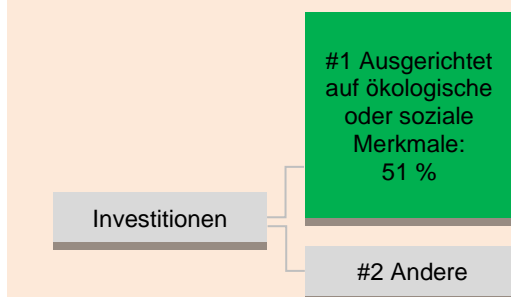 #1 Ausgerichtet
auf ökologische
oder soziale
Merkmale:
51 %
Investitionen
#2 Andere